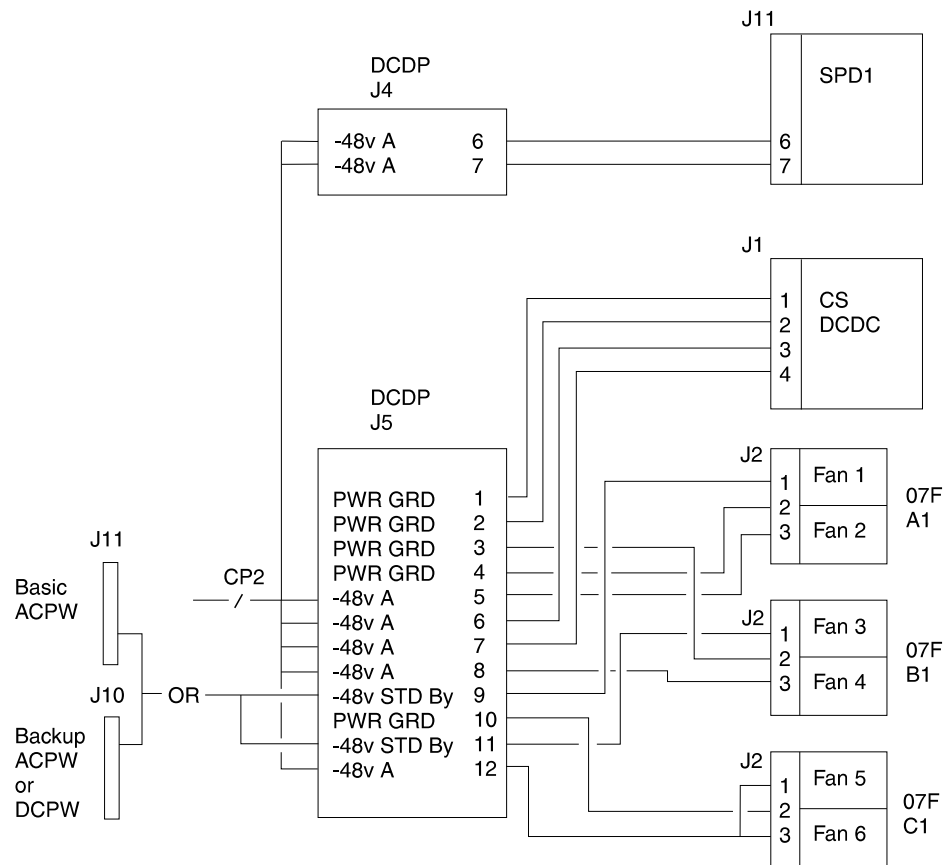 J11
SPD1
6
7
DCDP
J4
-48v A 6
-48v A 7
J1
1 CS
2 DCDC
3
4
DCDP
J5
PWR GRD 1
PWR GRD 2
PWR GRD 3
PWR GRD 4
-48v A 5
-48v A 6
-48v A 7
-48v A 8
-48v STD By 9
PWR GRD 10
-48v STD By 11
-48v A 12
J2
1 Fan 1
2
3 Fan 2
07F
A1
J2
1 Fan 3
2
3 Fan 4
07F
B1
J2
1 Fan 5
2
3 Fan 6
07F
C1
J11
Basic
ACPW
CP2
J10
OR
Backup
ACPW
or
DCPW